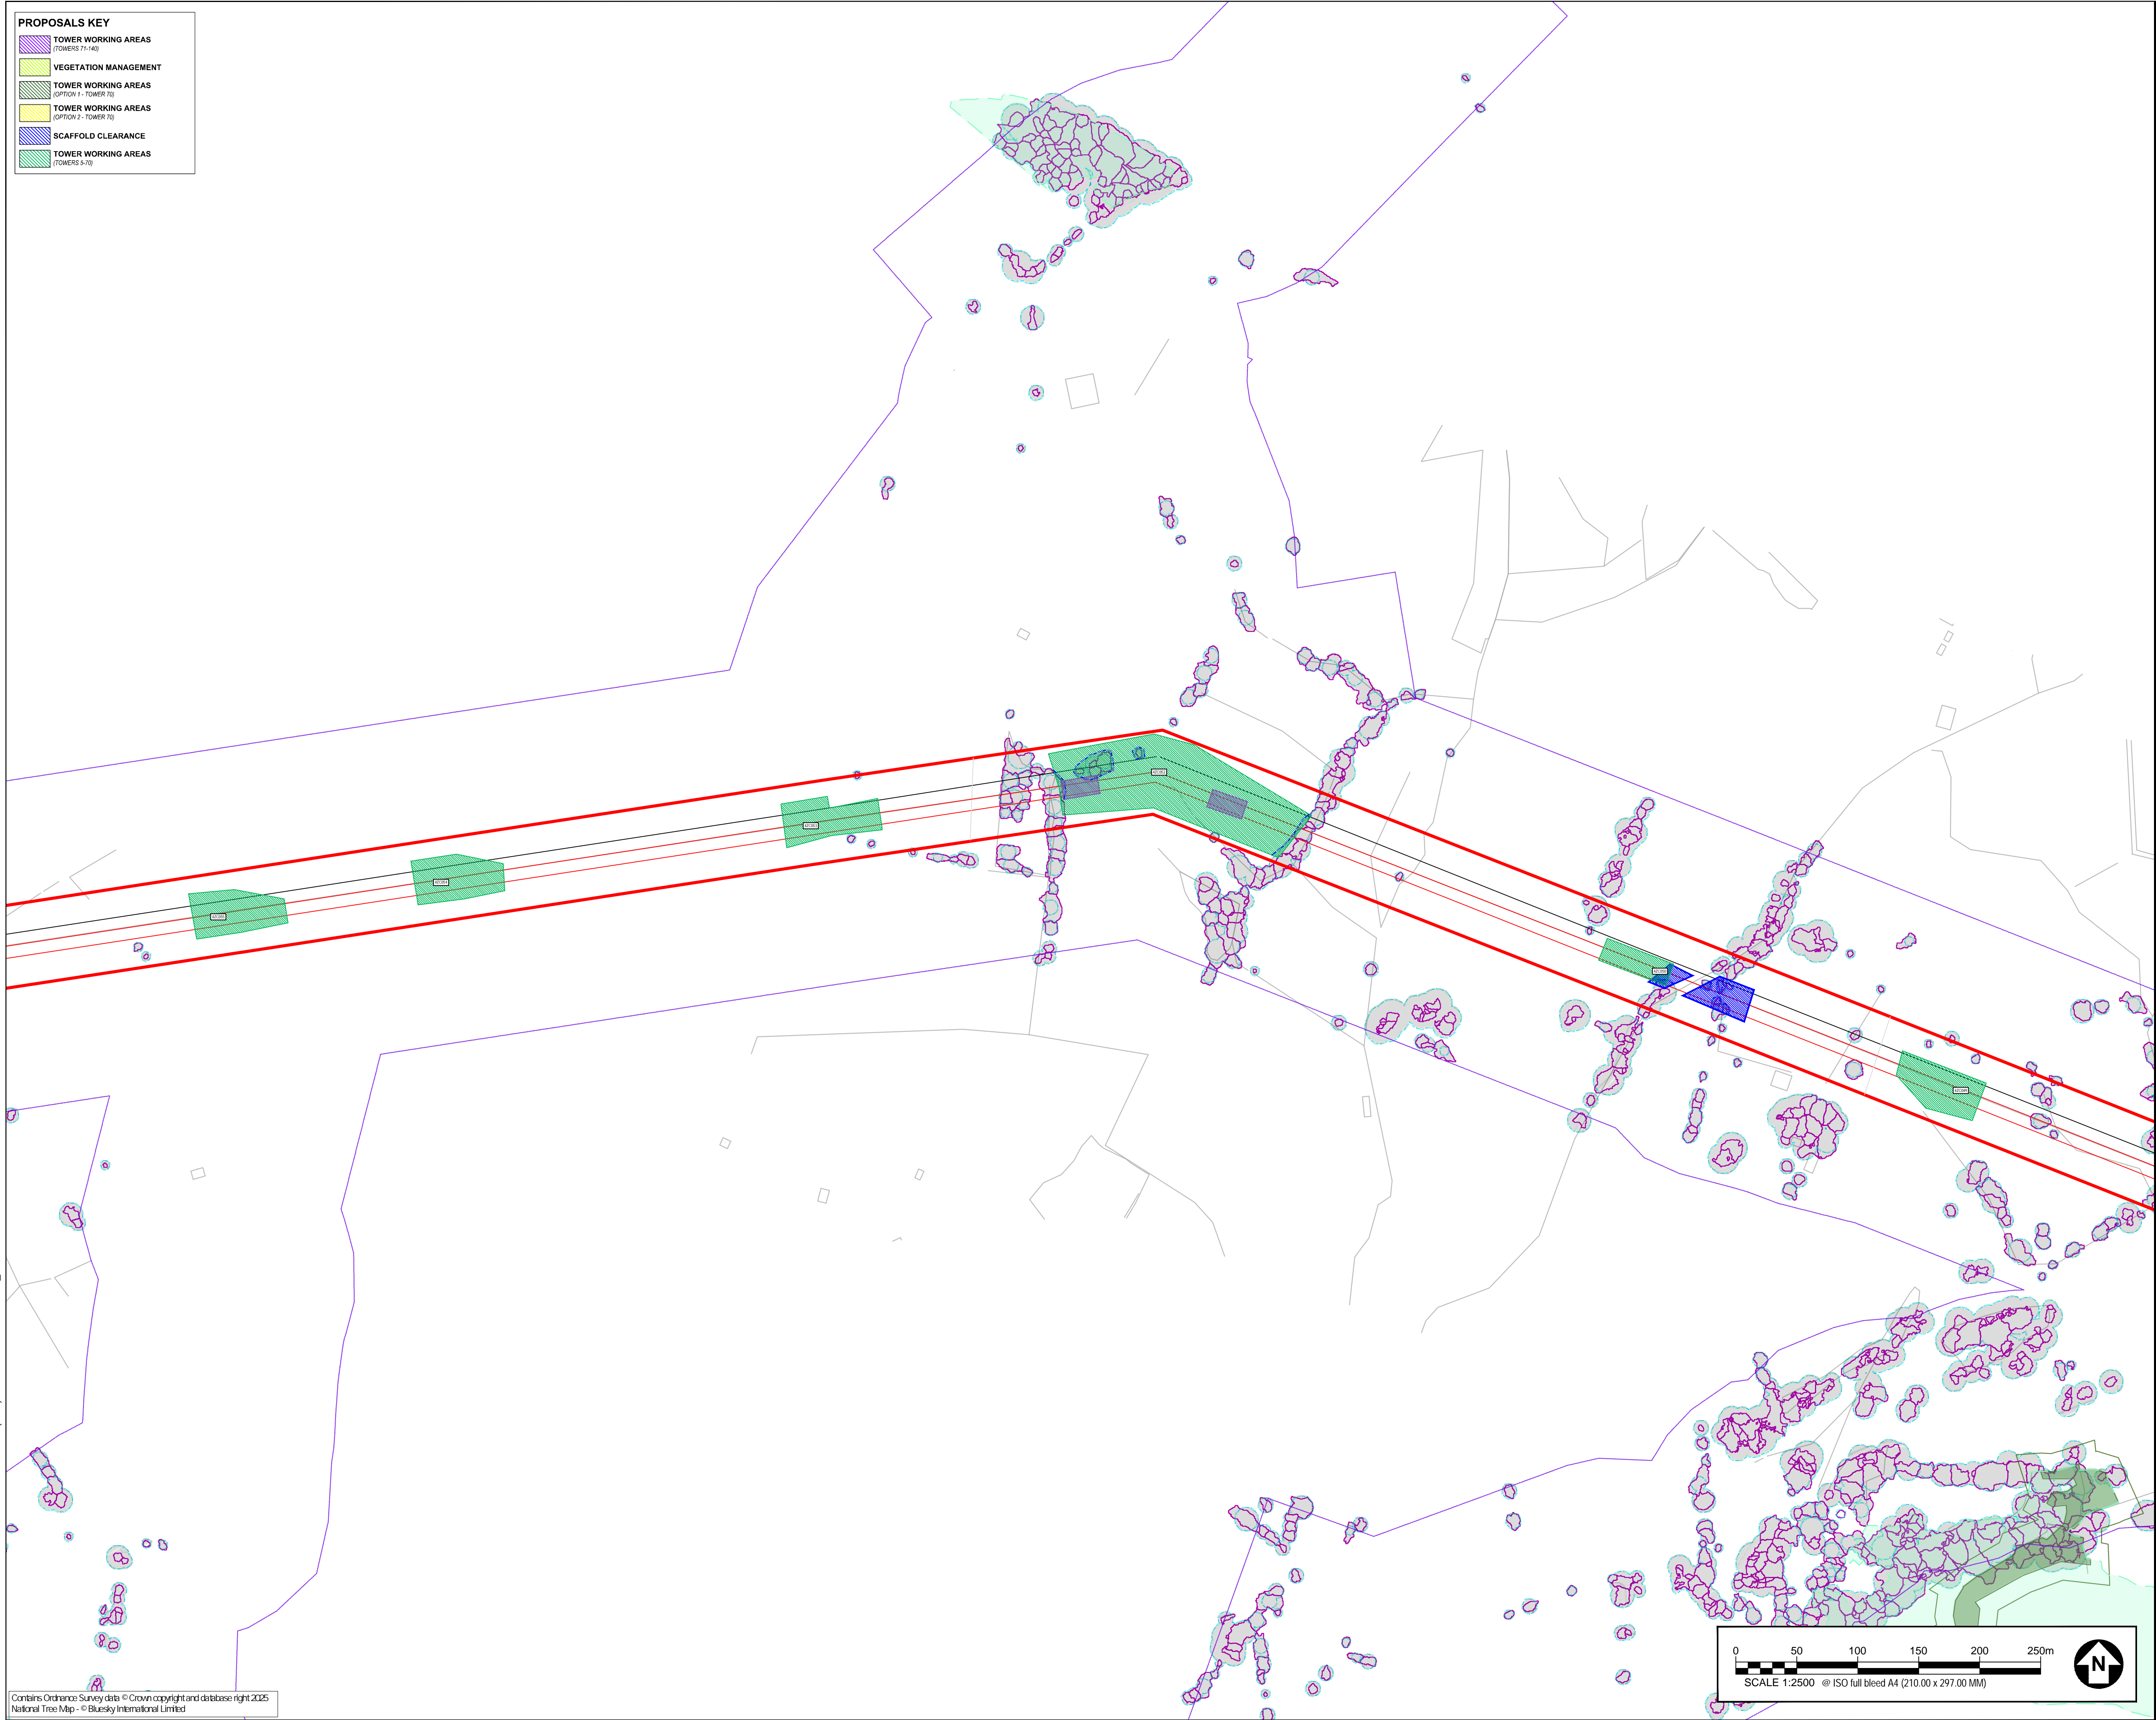 PROPOSALS KEY
TOWER WORKING AREAS
(TOWERS 71-140)
VEGETATION MANAGEMENT
TOWER WORKING AREAS
(OPTION 1 - TOWER 70)
TOWER WORKING AREAS
(OPTION 2 - TOWER 70)
SCAFFOLD CLEARANCE
TOWER WORKING AREAS
(TOWERS 5-70)
0 50 100 150 200 250m
SCALE 1:2500 @ ISO full bleed A4 (210.00 x 297.00 MM)
N
Contains Ordnance Survey data © Crown copyright and database right 2025
National Tree Map - © Bluesky International Limited